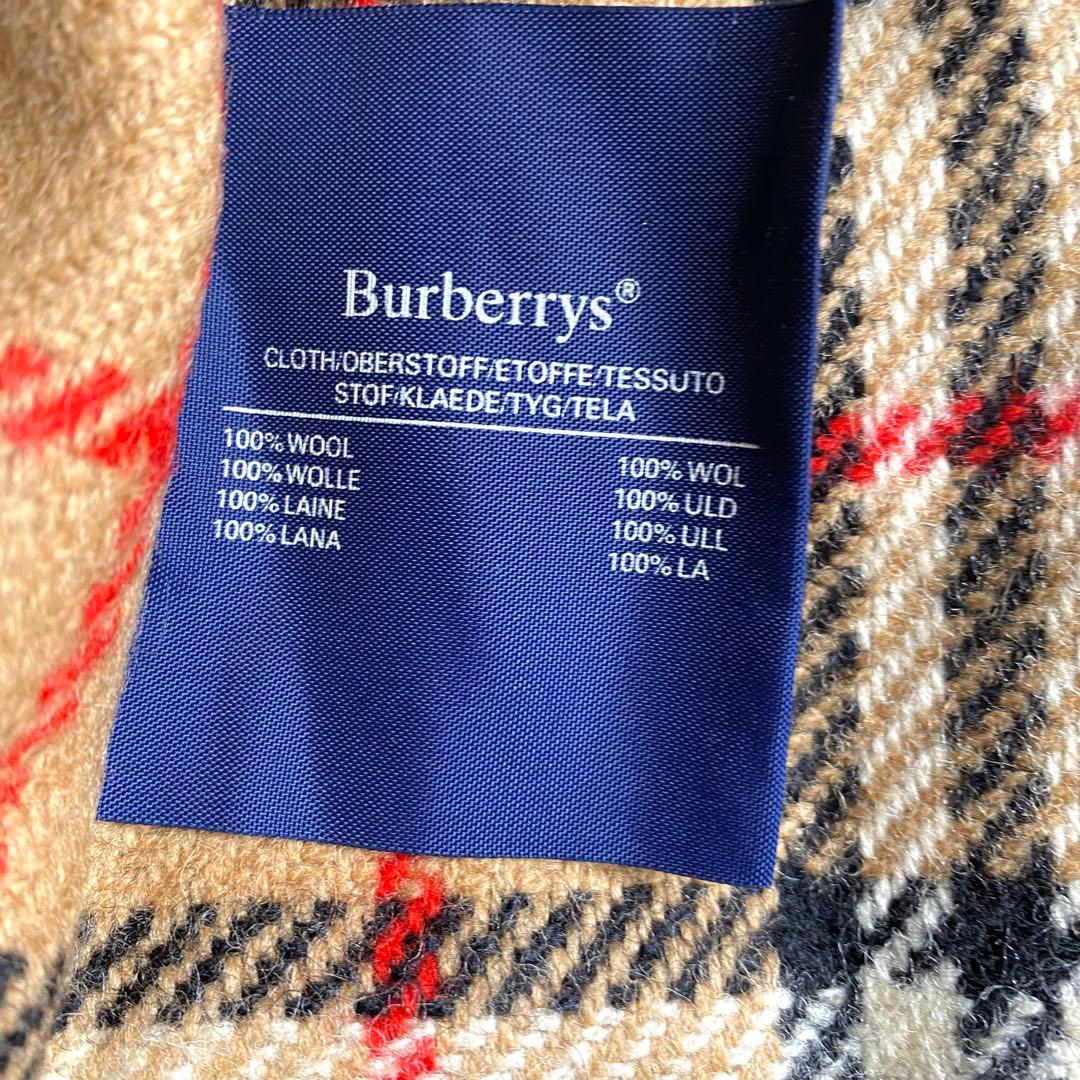 Burberrys®
CLOTH/OBERSTOFF/ETOFFE/TESSUTO
STOF/KLAEDE/TYG/TELA
100% WOOL
100% WOLLE
100% LAINE
100% LANA
100% WOL
100% ULD
100% ULL
100% LA